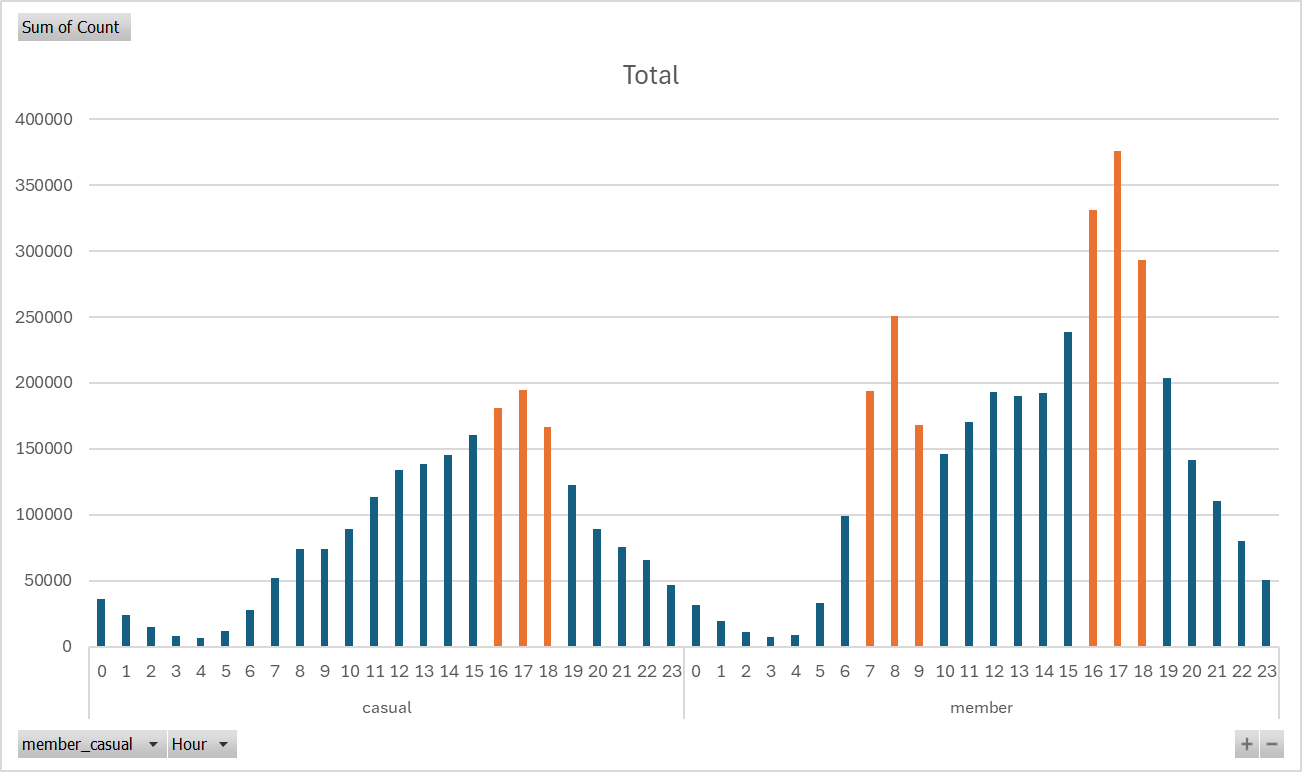 Sum of Count
Total
400000
350000
300000
250000
200000
150000
100000
50000
0
0 1 2 3 4 5 6 7 8 9 10 11 12 13 14 15 16 17 18 19 20 21 22 23 0 1 2 3 4 5 6 7 8 9 10 11 12 13 14 15 16 17 18 19 20 21 22 23
casual member
member_casual Hour + −